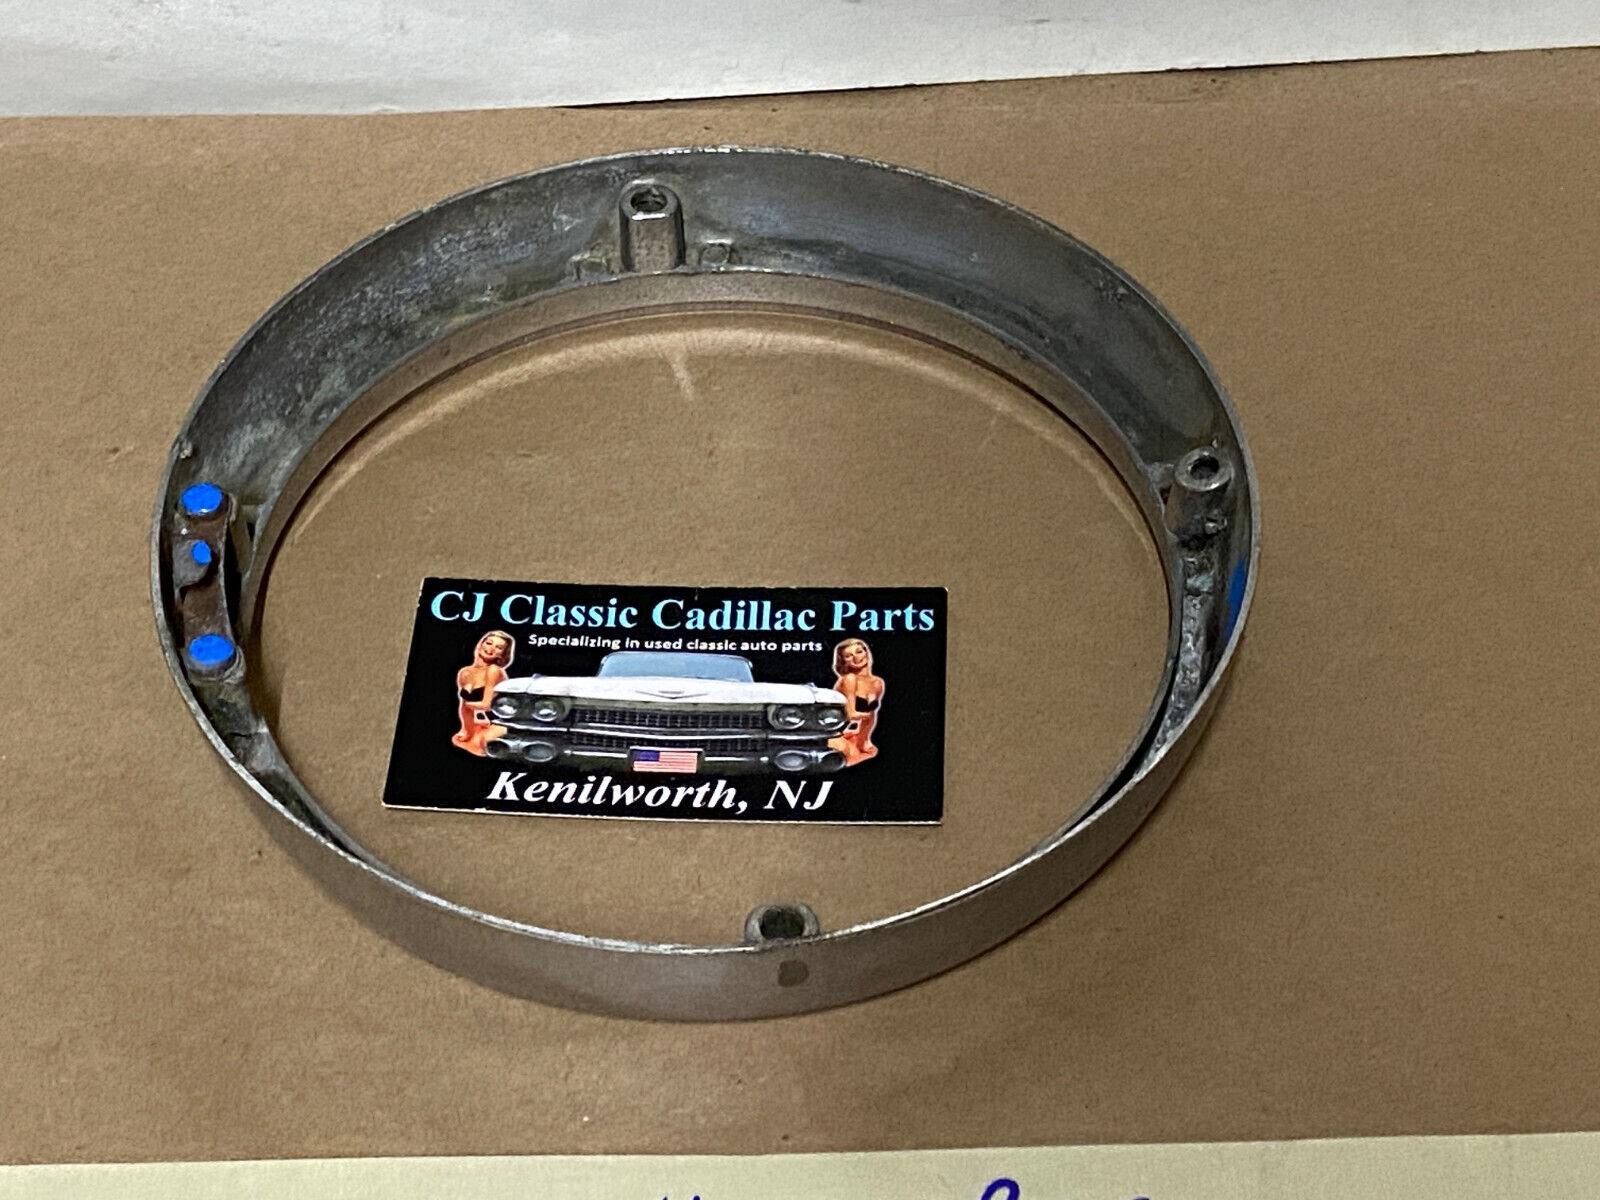 CJ Classic Cadillac Parts
Specializing in used classic auto parts
Kenilworth, NJ